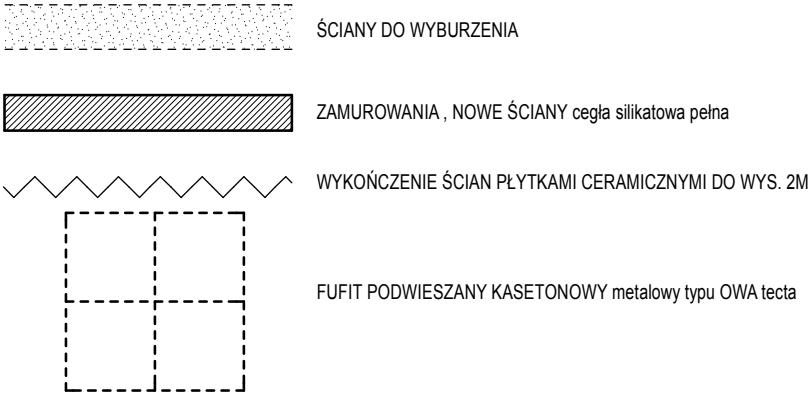 ŚCIANY DO WYBURZENIA
ZAMUROWANIA , NOWE ŚCIANY cegła silikatowa pełna
WYKOŃCZENIE ŚCIAN PŁYTKAMI CERAMICZNYMI DO WYS. 2M
FUFIT PODWIESZANY KASETONOWY metalowy typu OWA tecta